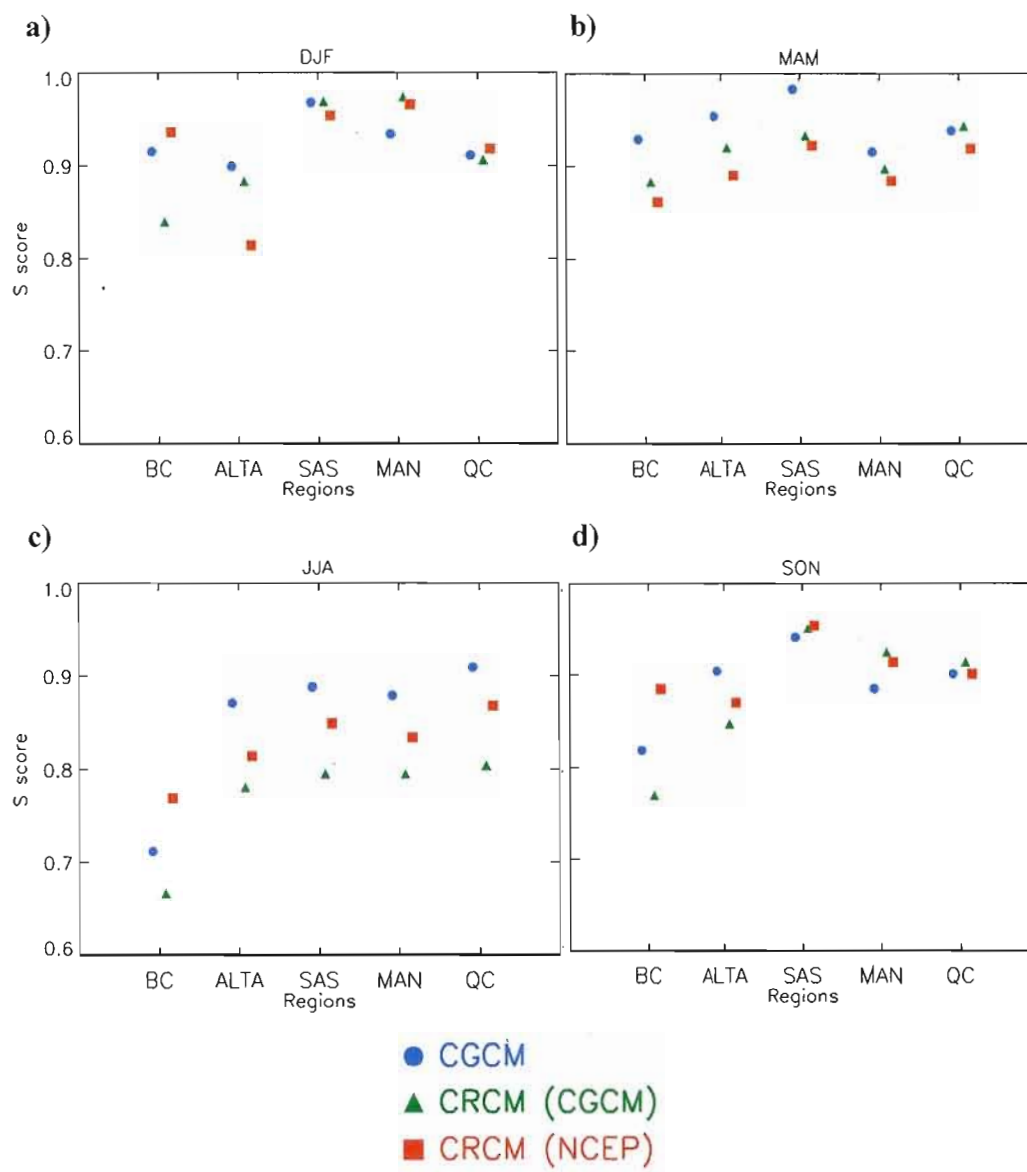 a)
DJF
1.0
0.9
0.8
0.7
0.6
S score
BC ALTA SAS MAN QC
Regions
b)
MAM
BC ALTA SAS MAN QC
Regions
c)
JJA
1.0
0.9
0.8
0.7
0.6
S score
BC ALTA SAS MAN QC
Regions
d)
SON
BC ALTA SAS MAN QC
Regions
CGCM
CRCM (CGCM)
CRCM (NCEP)